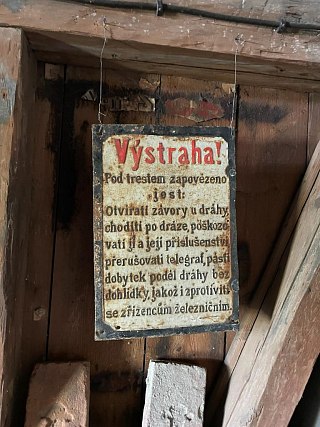 Výstraha!
Pod trestem zapovězeno
jest:
Otvírati závory u dráhy,
choditi po dráze, poškozo-
vati ji a její příslušenství,
přerušovati telegraf, pásti
dobytek podél dráhy bez
dohlídky, jakož i zprotiviti
se zřízencům železničním.